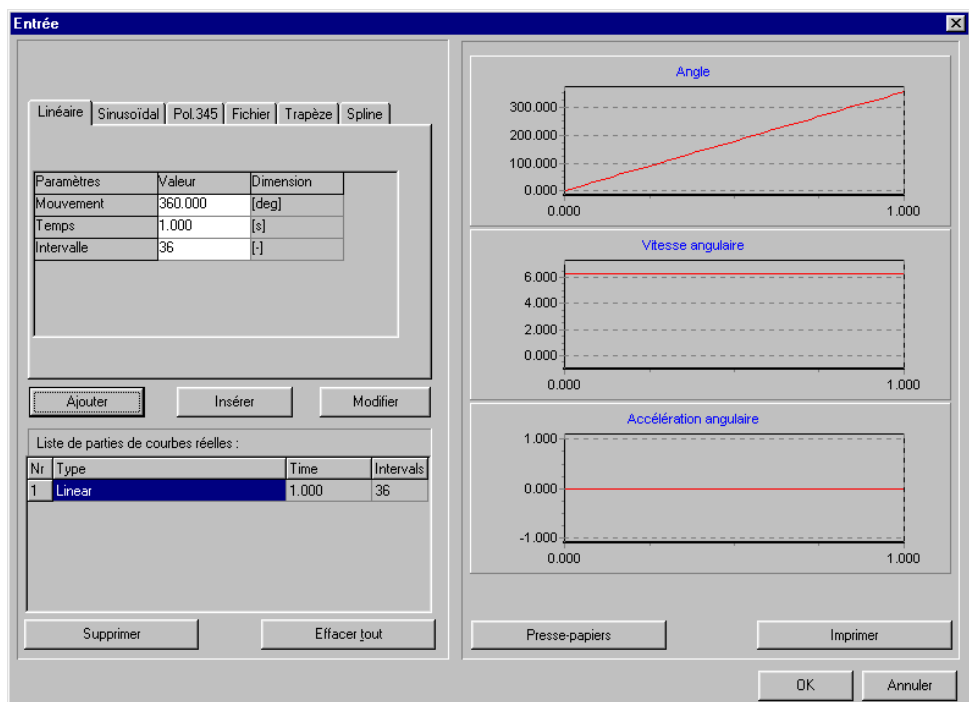 Entrée
Linéaire Sinusoïdal Pol.345 Fichier Trapèze Spline
Paramètres Valeur Dimension
Mouvement 360.000 [deg]
Temps 1.000 [s]
Intervalle 36 [-]
Ajouter Insérer Modifier
Liste de parties de courbes réelles :
Nr Type Time Intervals
1 Linear 1.000 36
Supprimer Effacer tout
Angle
300.000
200.000
100.000
0.000
0.000 1.000
Vitesse angulaire
6.000
4.000
2.000
0.000
0.000 1.000
Accélération angulaire
1.000
0.000
-1.000
0.000 1.000
Presse-papiers Imprimer
OK Annuler